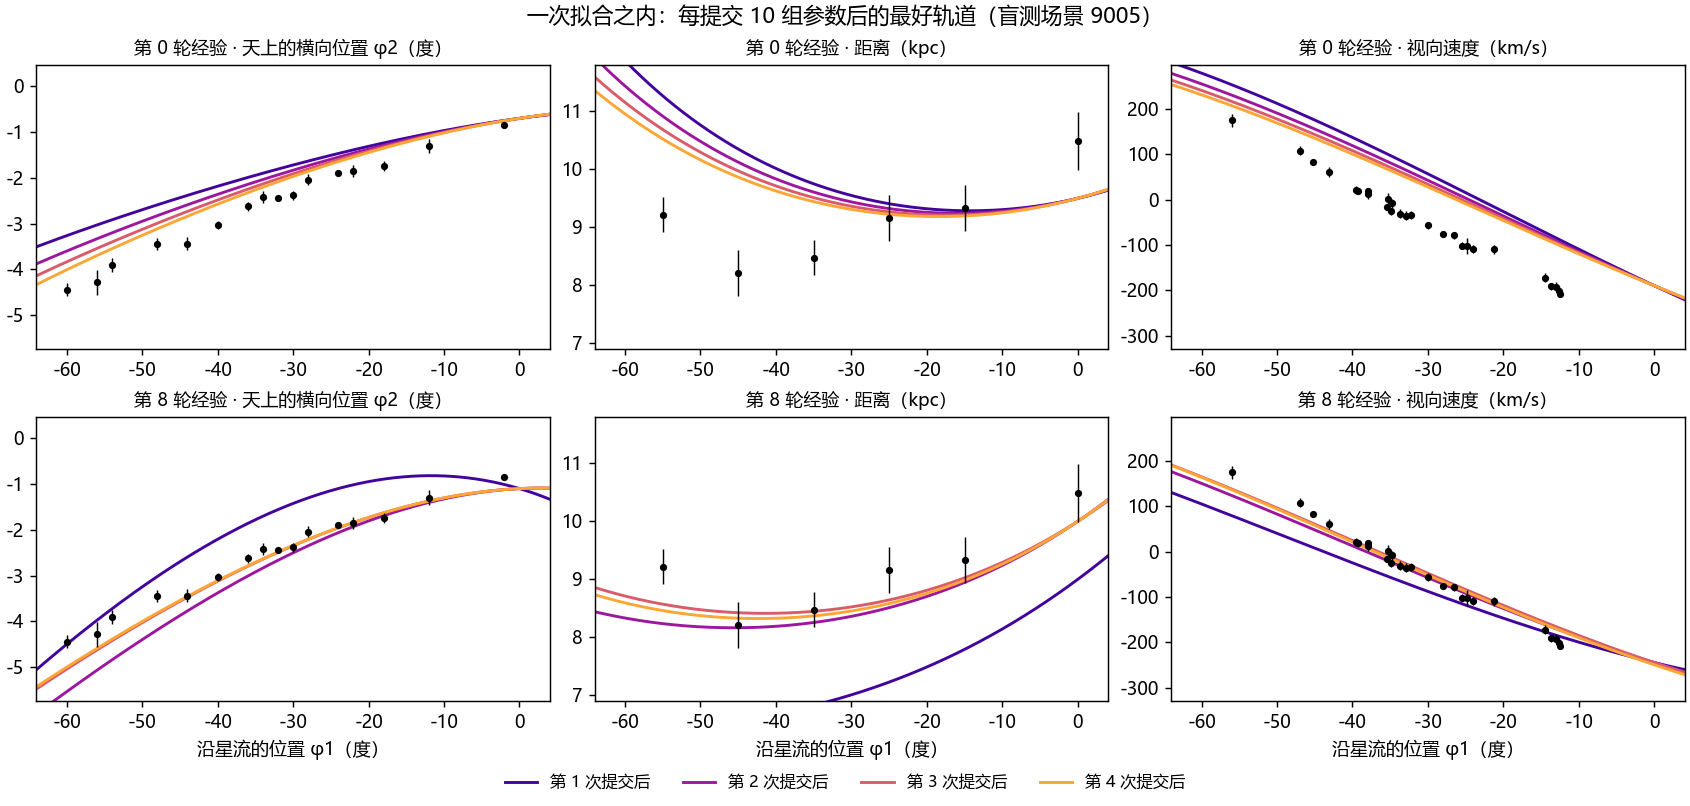 一次拟合之内：每提交 10 组参数后的最好轨道（盲测场景 9005）
第 0 轮经验 · 天上的横向位置 φ2（度）
第 0 轮经验 · 距离（kpc）
第 0 轮经验 · 视向速度（km/s）
0
-1
-2
-3
-4
-5
-60 -50 -40 -30 -20 -10 0
11
10
9
8
7
-60 -50 -40 -30 -20 -10 0
200
100
0
-100
-200
-300
-60 -50 -40 -30 -20 -10 0
第 8 轮经验 · 天上的横向位置 φ2（度）
第 8 轮经验 · 距离（kpc）
第 8 轮经验 · 视向速度（km/s）
0
-1
-2
-3
-4
-5
-60 -50 -40 -30 -20 -10 0
沿星流的位置 φ1（度）
11
10
9
8
7
-60 -50 -40 -30 -20 -10 0
沿星流的位置 φ1（度）
200
100
0
-100
-200
-300
-60 -50 -40 -30 -20 -10 0
沿星流的位置 φ1（度）
第 1 次提交后 第 2 次提交后 第 3 次提交后 第 4 次提交后